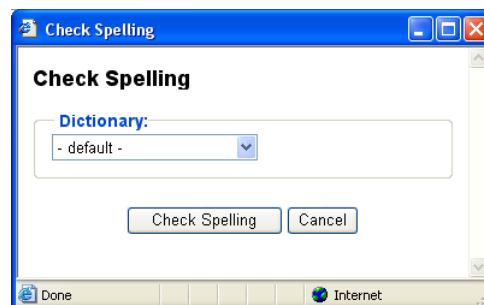 Check Spelling
Check Spelling
Dictionary:
- default -
Check Spelling Cancel
Done Internet